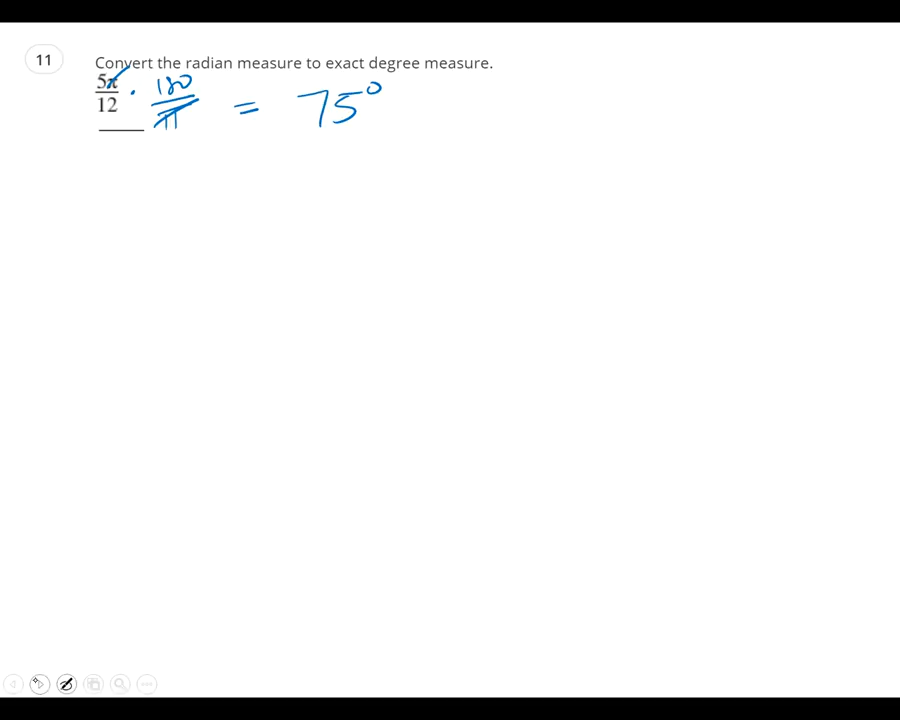 11 Convert the radian measure to exact degree measure.
5π/12 · 180/π = 75°